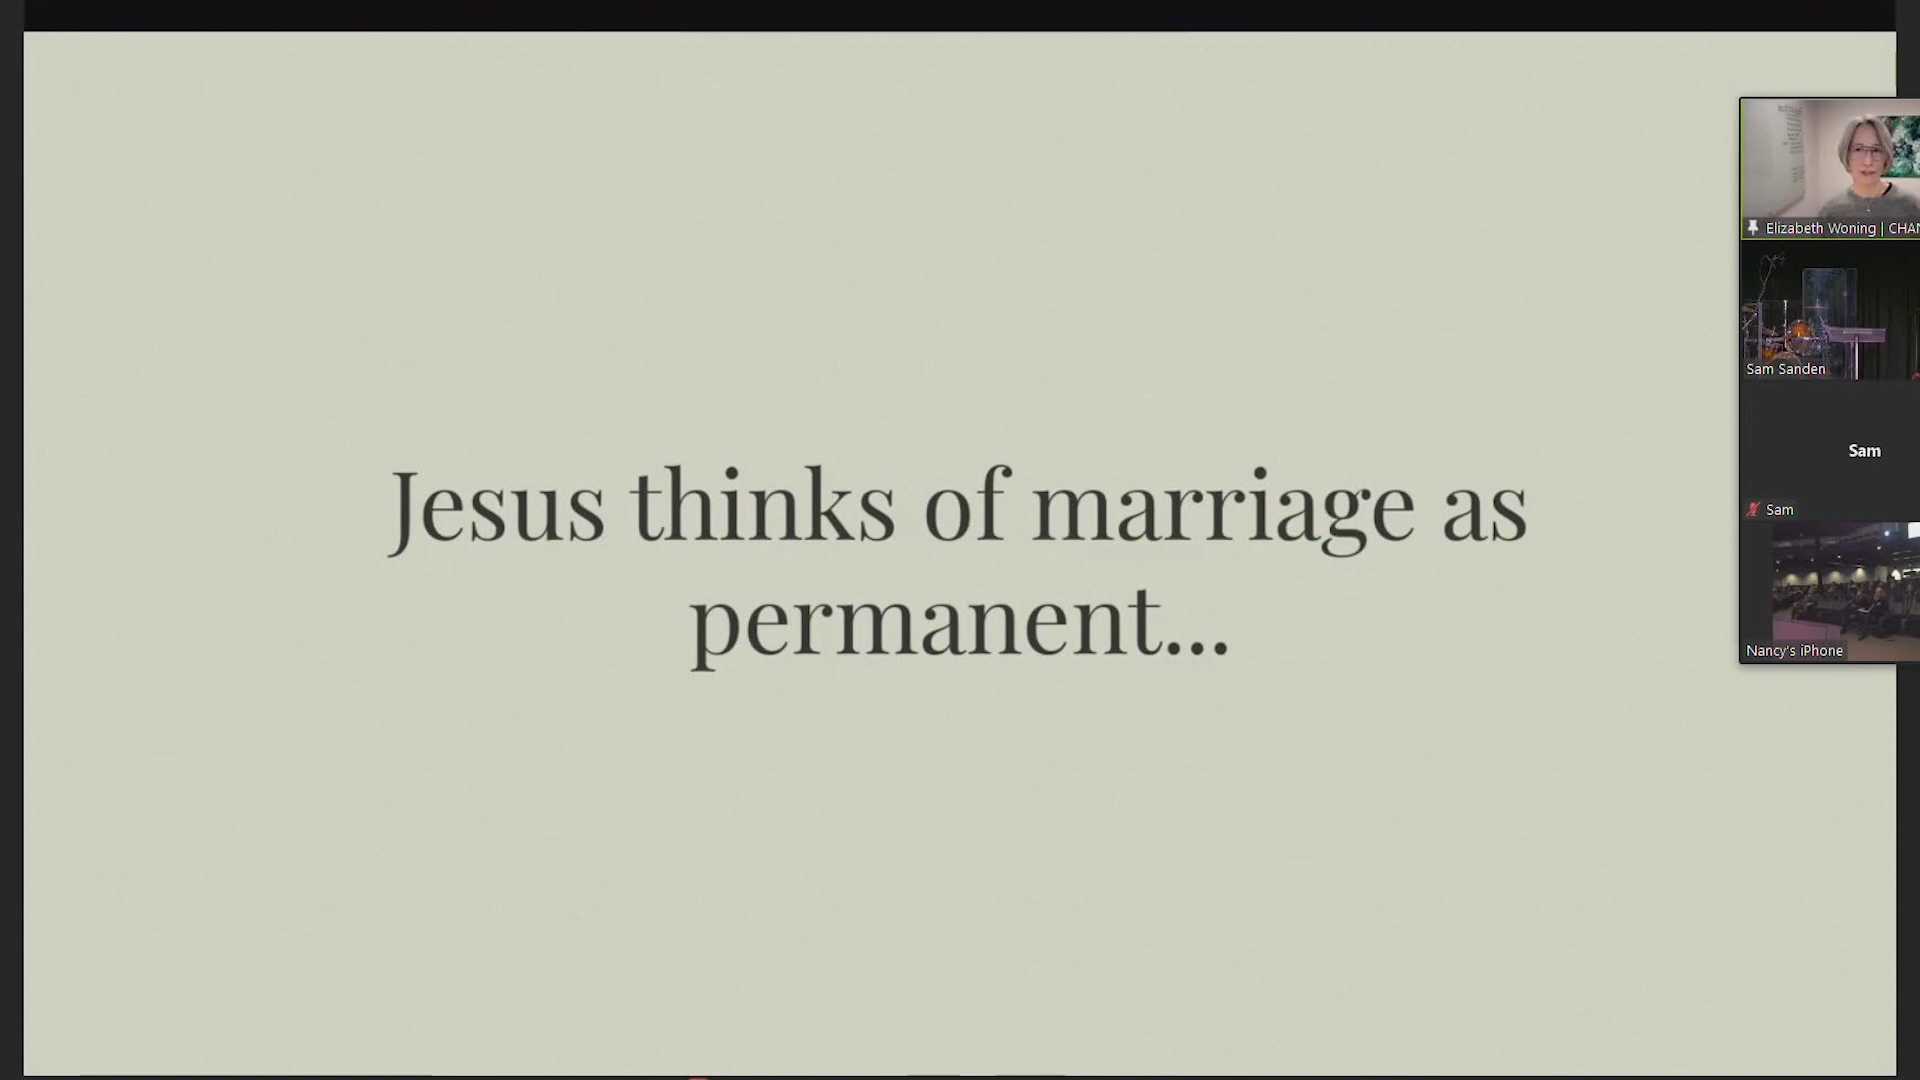 Jesus thinks of marriage as
permanent...
Elizabeth Woning | CHAN
Sam Sanden
Sam
Sam
Nancy's iPhone